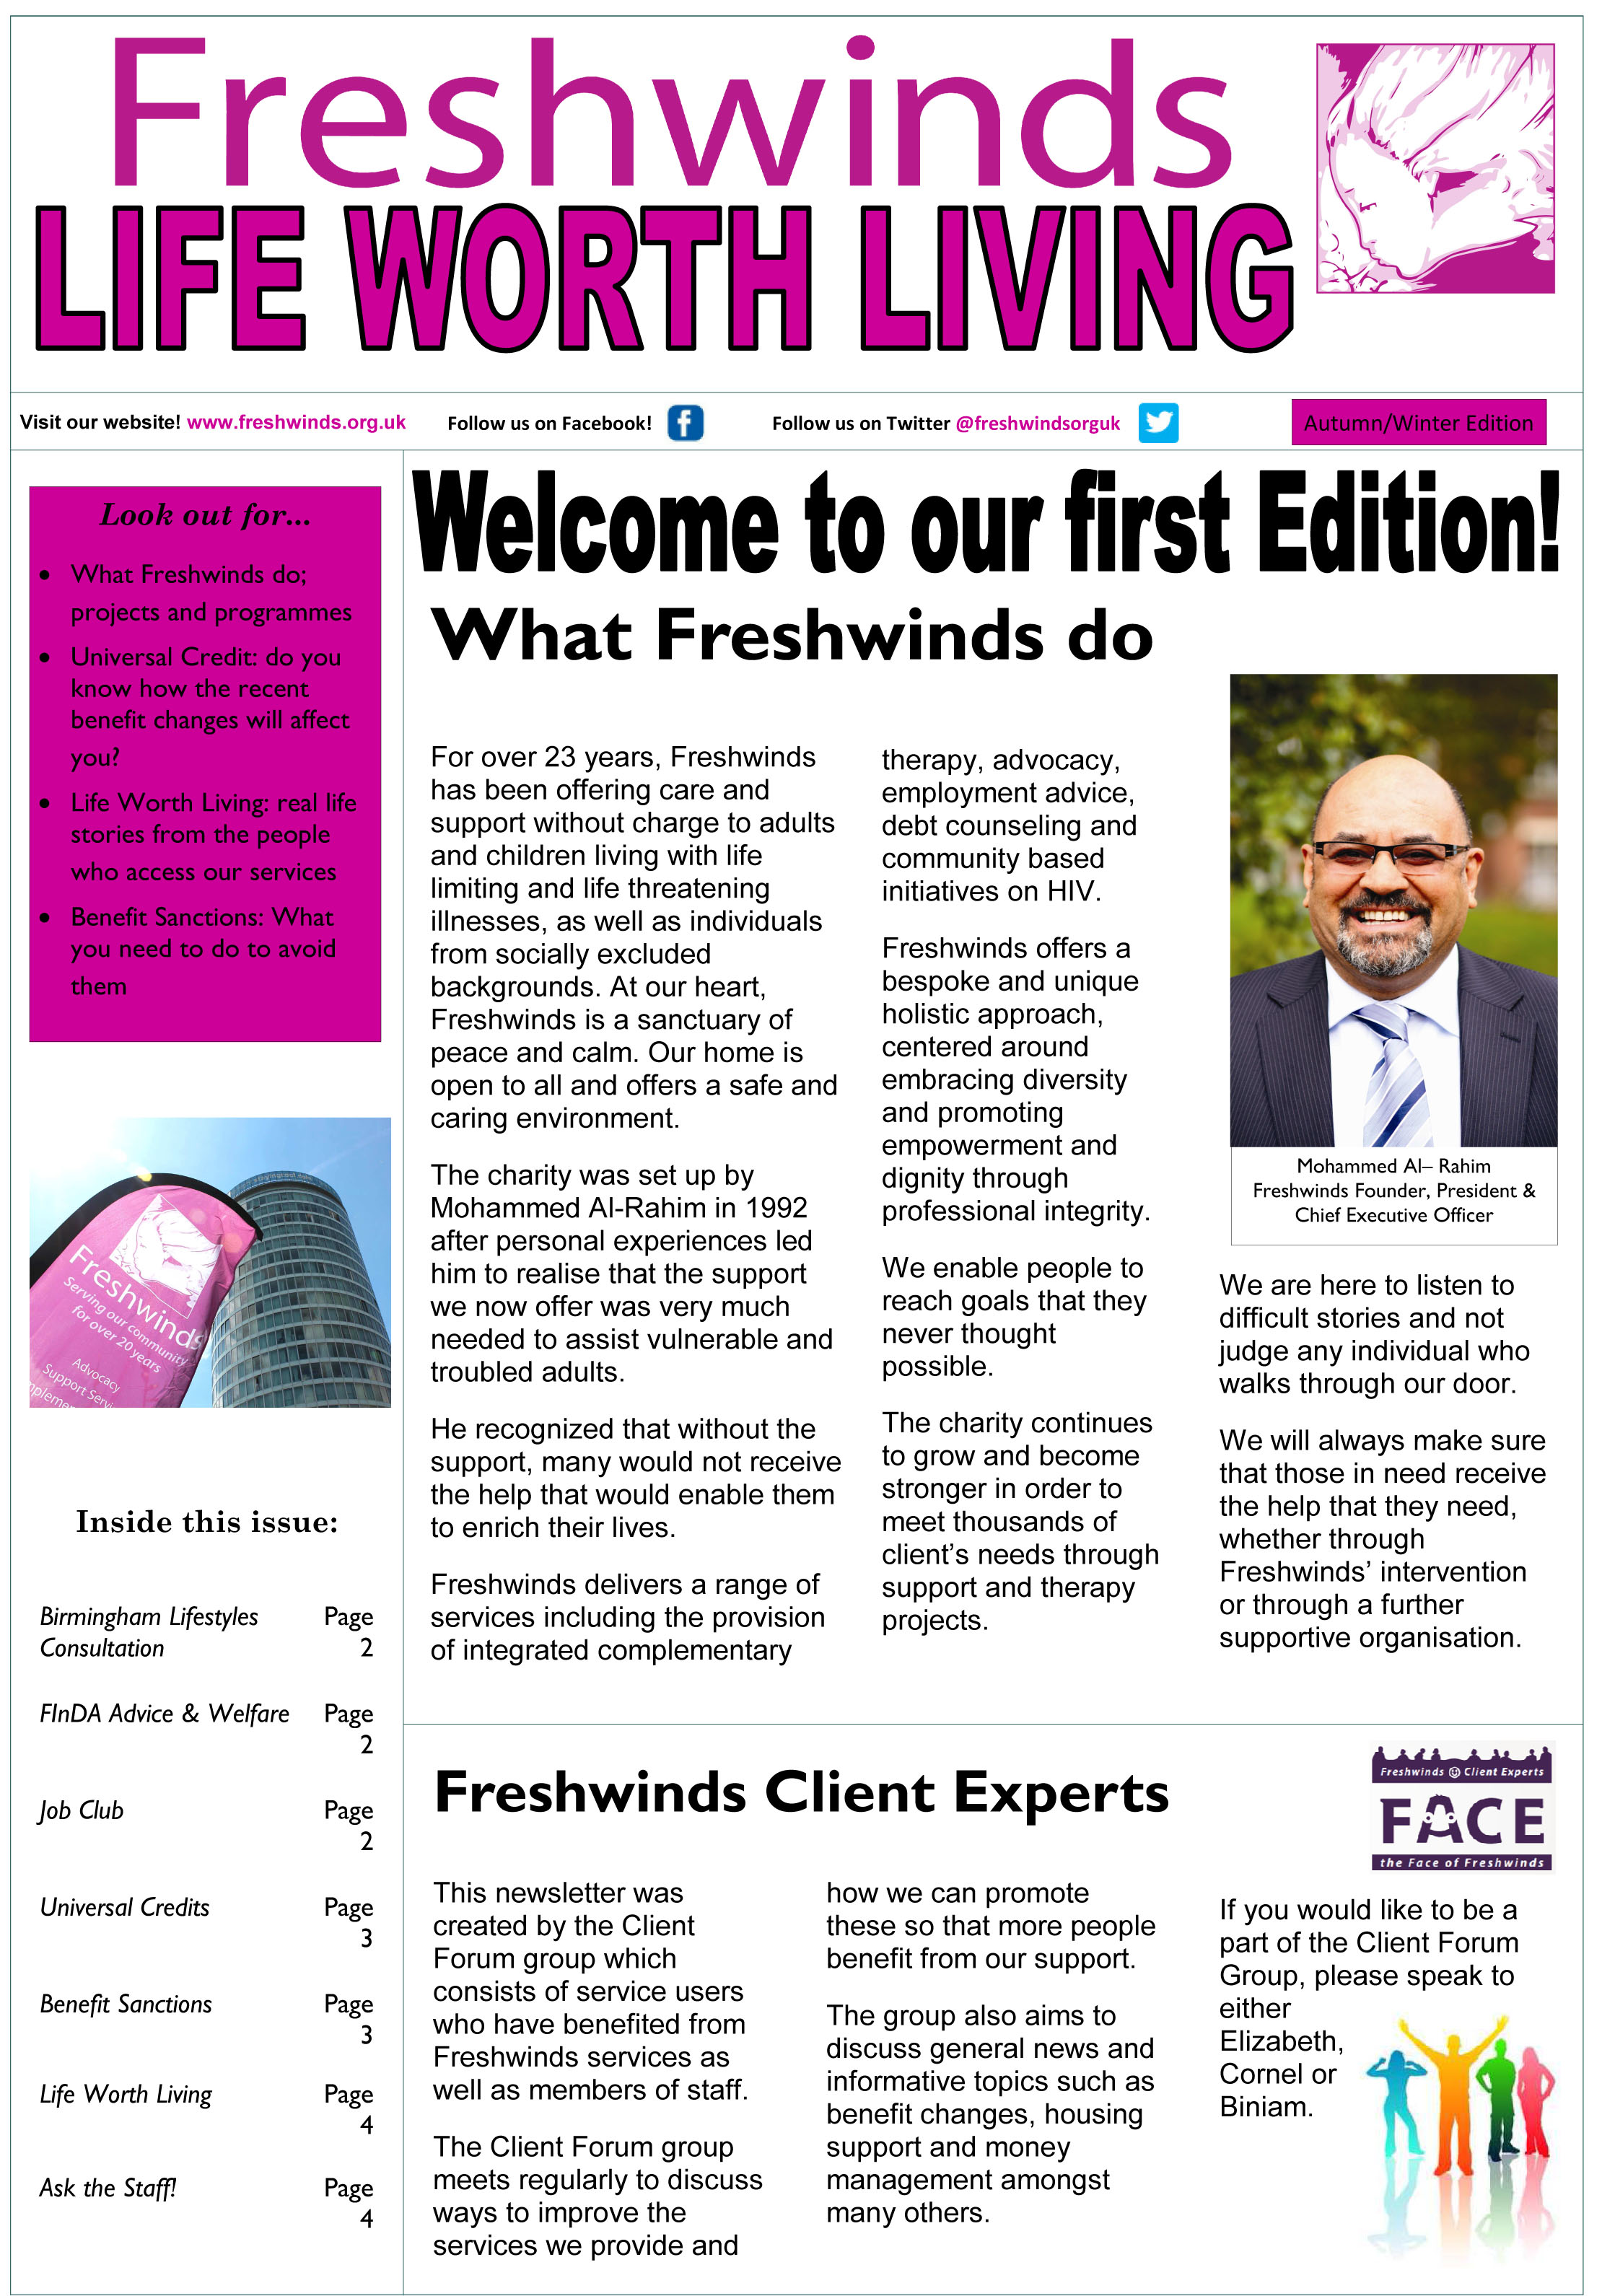 Freshwinds
LIFE WORTH LIVING
Visit our website! www.freshwinds.org.uk
Follow us on Facebook!
Follow us on Twitter @freshwindsorguk
Autumn/Winter Edition
Look out for...
• What Freshwinds do;
projects and programmes
• Universal Credit: do you
know how the recent
benefit changes will affect
you?
• Life Worth Living: real life
stories from the people
who access our services
• Benefit Sanctions: What
you need to do to avoid
them
Freshwinds
Serving our community
for over 20 years
Advocacy
Support Servi
mpleme
Inside this issue:
Birmingham Lifestyles Page
Consultation 2
FInDA Advice & Welfare Page
2
Job Club Page
2
Universal Credits Page
3
Benefit Sanctions Page
3
Life Worth Living Page
4
Ask the Staff! Page
4
Welcome to our first Edition!
What Freshwinds do
For over 23 years, Freshwinds
has been offering care and
support without charge to adults
and children living with life
limiting and life threatening
illnesses, as well as individuals
from socially excluded
backgrounds. At our heart,
Freshwinds is a sanctuary of
peace and calm. Our home is
open to all and offers a safe and
caring environment.
The charity was set up by
Mohammed Al-Rahim in 1992
after personal experiences led
him to realise that the support
we now offer was very much
needed to assist vulnerable and
troubled adults.
He recognized that without the
support, many would not receive
the help that would enable them
to enrich their lives.
Freshwinds delivers a range of
services including the provision
of integrated complementary
therapy, advocacy,
employment advice,
debt counseling and
community based
initiatives on HIV.
Freshwinds offers a
bespoke and unique
holistic approach,
centered around
embracing diversity
and promoting
empowerment and
dignity through
professional integrity.
We enable people to
reach goals that they
never thought
possible.
The charity continues
to grow and become
stronger in order to
meet thousands of
client's needs through
support and therapy
projects.
Mohammed Al– Rahim
Freshwinds Founder, President &
Chief Executive Officer
We are here to listen to
difficult stories and not
judge any individual who
walks through our door.
We will always make sure
that those in need receive
the help that they need,
whether through
Freshwinds' intervention
or through a further
supportive organisation.
Freshwinds Client Experts
Freshwinds Client Experts
FACE
the Face of Freshwinds
This newsletter was
created by the Client
Forum group which
consists of service users
who have benefited from
Freshwinds services as
well as members of staff.
The Client Forum group
meets regularly to discuss
ways to improve the
services we provide and
how we can promote
these so that more people
benefit from our support.
The group also aims to
discuss general news and
informative topics such as
benefit changes, housing
support and money
management amongst
many others.
If you would like to be a
part of the Client Forum
Group, please speak to
either
Elizabeth,
Cornel or
Biniam.